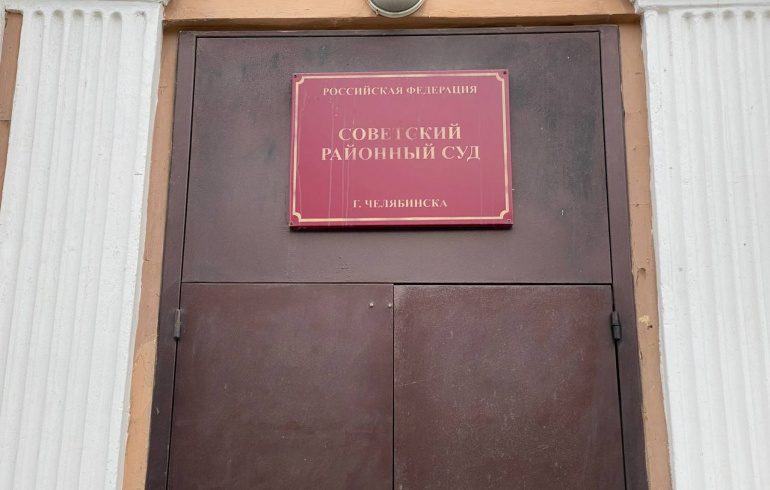 РОССИЙСКАЯ ФЕДЕРАЦИЯ
СОВЕТСКИЙ
РАЙОННЫЙ СУД
Г. ЧЕЛЯБИНСКА